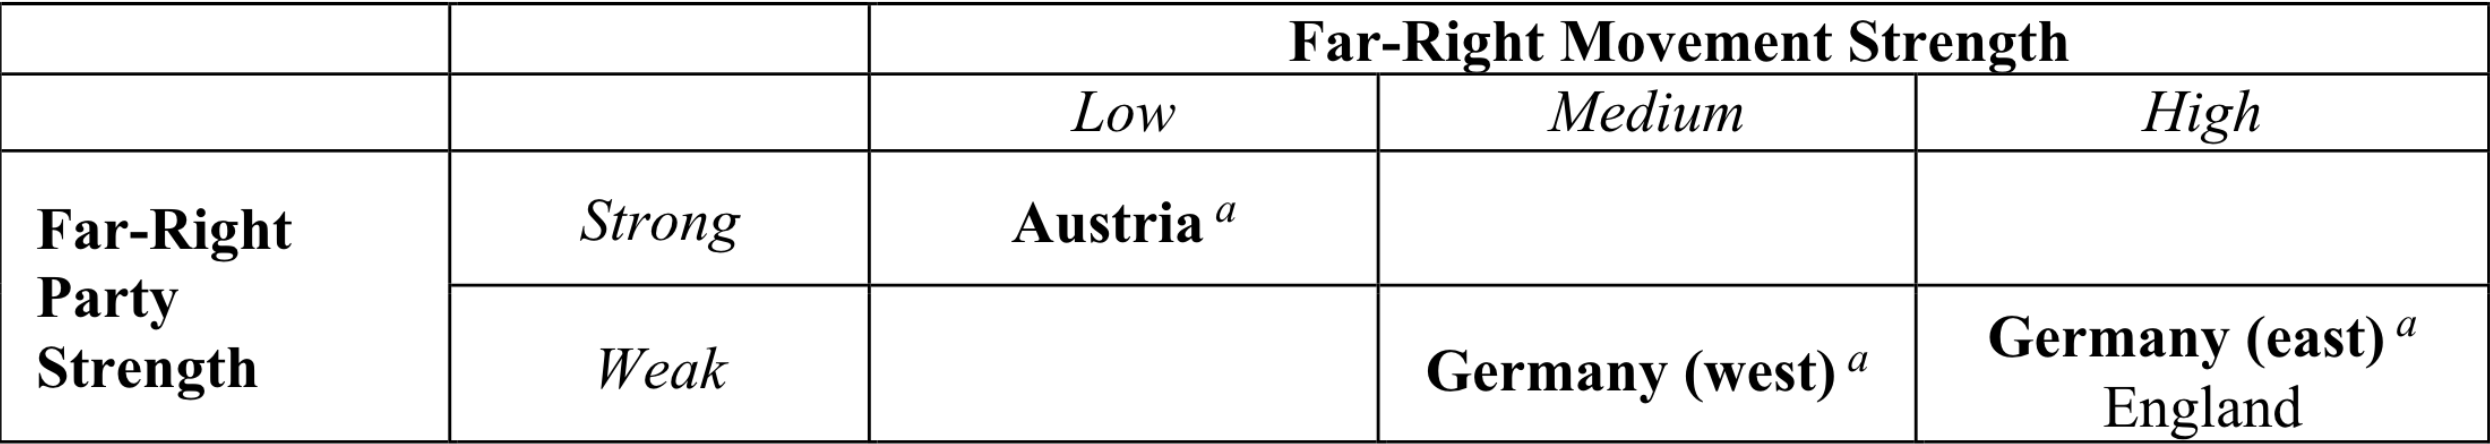 Far-Right Movement Strength
Low Medium High
Far-Right
Party
Strength
Strong Austria a
Weak Germany (west) a Germany (east) a
England